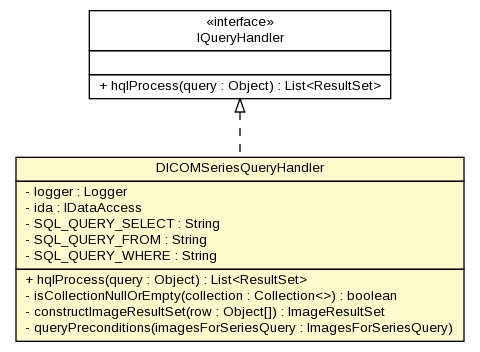 «interface»
IQueryHandler
+ hqlProcess(query : Object) : List<ResultSet>
DICOMSeriesQueryHandler
- logger : Logger
- ida : IDataAccess
- SQL_QUERY_SELECT : String
- SQL_QUERY_FROM : String
- SQL_QUERY_WHERE : String
+ hqlProcess(query : Object) : List<ResultSet>
- isCollectionNullOrEmpty(collection : Collection<>) : boolean
- constructImageResultSet(row : Object[]) : ImageResultSet
- queryPreconditions(imagesForSeriesQuery : ImagesForSeriesQuery)